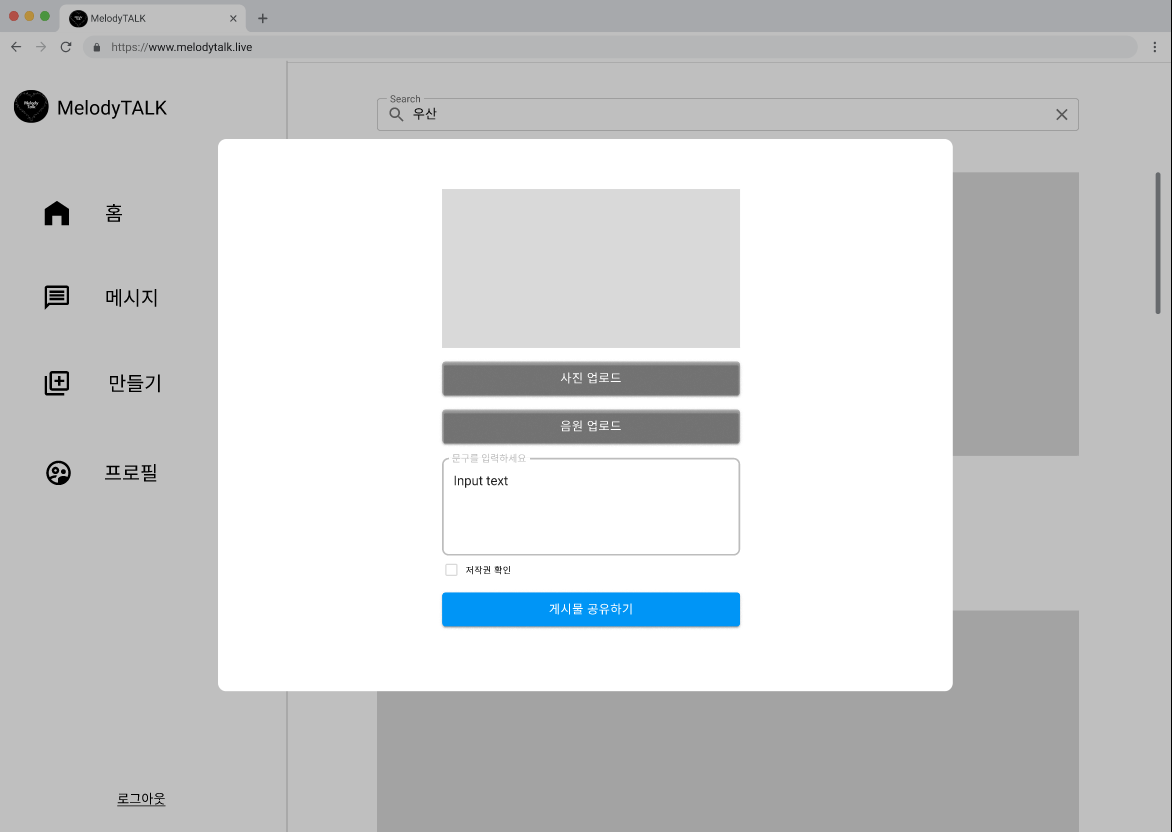 MelodyTALK
https://www.melodytalk.live
Melody
Talk
MelodyTALK
Search
우산
홈
메시지
만들기
프로필
로그아웃
사진 업로드
음원 업로드
문구를 입력하세요
Input text
저작권 확인
게시물 공유하기